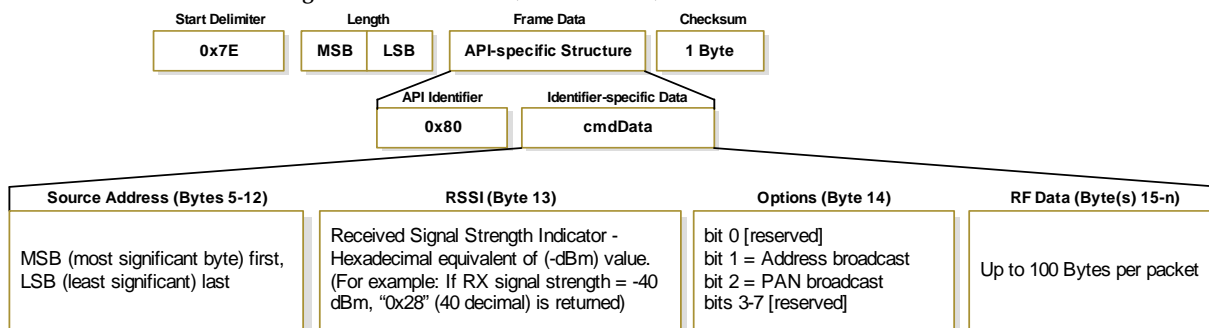 Start Delimiter Length Frame Data Checksum
0x7E MSB LSB API-specific Structure 1 Byte
API Identifier Identifier-specific Data
0x80 cmdData
Source Address (Bytes 5-12)
MSB (most significant byte) first,
LSB (least significant) last
RSSI (Byte 13)
Received Signal Strength Indicator -
Hexadecimal equivalent of (-dBm) value.
(For example: If RX signal strength = -40
dBm, “0x28” (40 decimal) is returned)
Options (Byte 14)
bit 0 [reserved]
bit 1 = Address broadcast
bit 2 = PAN broadcast
bits 3-7 [reserved]
RF Data (Byte(s) 15-n)
Up to 100 Bytes per packet